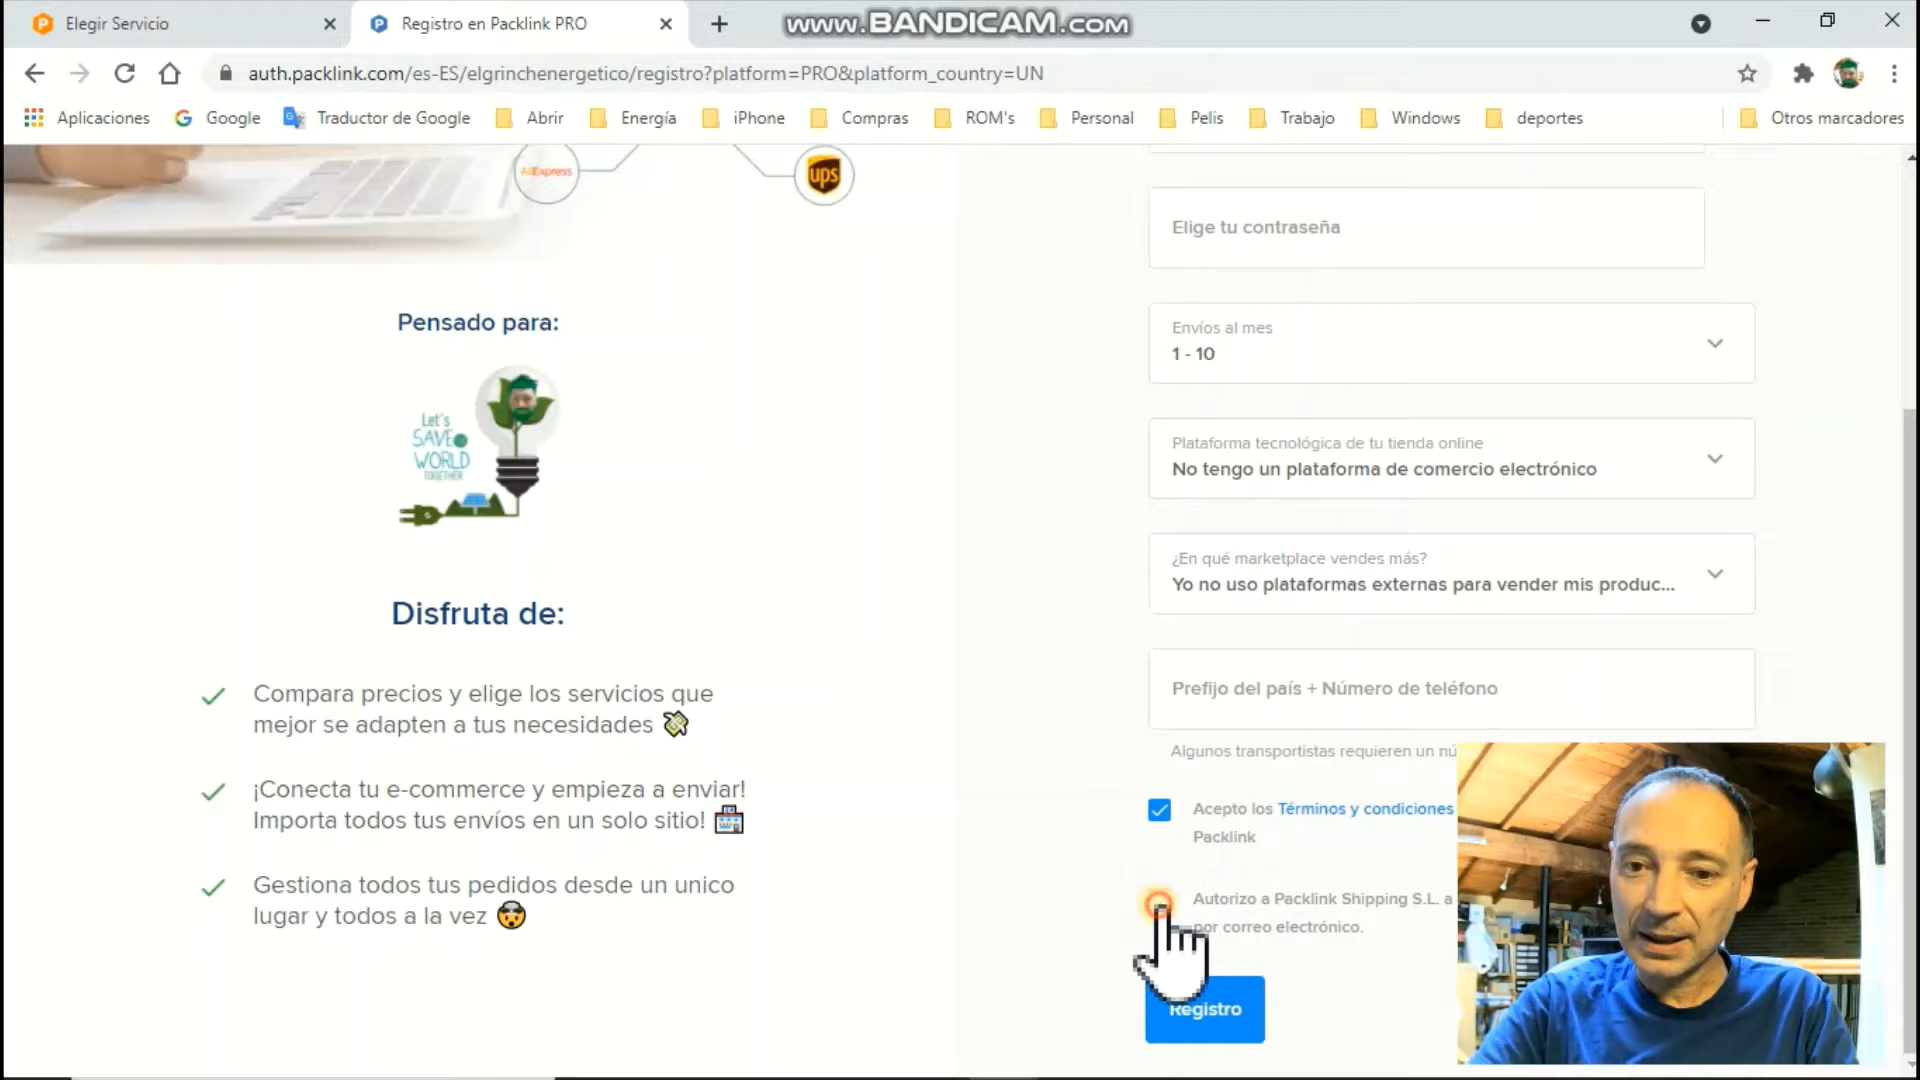 Elegir Servicio
Registro en Packlink PRO
www.BANDICAM.com
auth.packlink.com/es-ES/elgrinchenergetico/registro?platform=PRO&platform_country=UN
Aplicaciones
Google
Traductor de Google
Abrir
Energía
iPhone
Compras
ROM's
Personal
Pelis
Trabajo
Windows
deportes
Otros marcadores
AliExpress
ups
Pensado para:
Let's
SAVE
WORLD
TOGETHER
Disfruta de:
Compara precios y elige los servicios que
mejor se adapten a tus necesidades 💸
¡Conecta tu e-commerce y empieza a enviar!
Importa todos tus envíos en un solo sitio! 🏪
Gestiona todos tus pedidos desde un unico
lugar y todos a la vez 🤯
Elige tu contraseña
Envíos al mes
1 - 10
Plataforma tecnológica de tu tienda online
No tengo un plataforma de comercio electrónico
¿En qué marketplace vendes más?
Yo no uso plataformas externas para vender mis produc...
Prefijo del país + Número de teléfono
Algunos transportistas requieren un nú
Acepto los Términos y condiciones
Packlink
Autorizo a Packlink Shipping S.L. a
por correo electrónico.
Registro